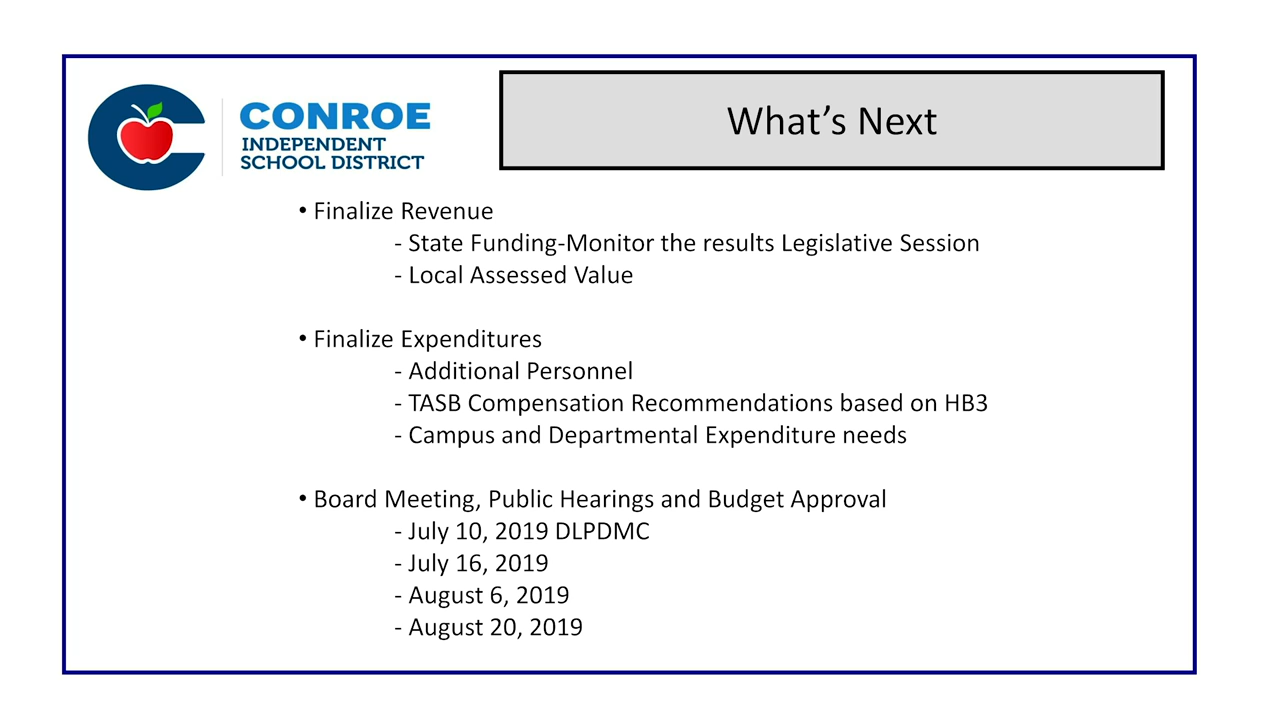 CONROE
INDEPENDENT
SCHOOL DISTRICT
What's Next
• Finalize Revenue
- State Funding-Monitor the results Legislative Session
- Local Assessed Value
• Finalize Expenditures
- Additional Personnel
- TASB Compensation Recommendations based on HB3
- Campus and Departmental Expenditure needs
• Board Meeting, Public Hearings and Budget Approval
- July 10, 2019 DLPDMC
- July 16, 2019
- August 6, 2019
- August 20, 2019